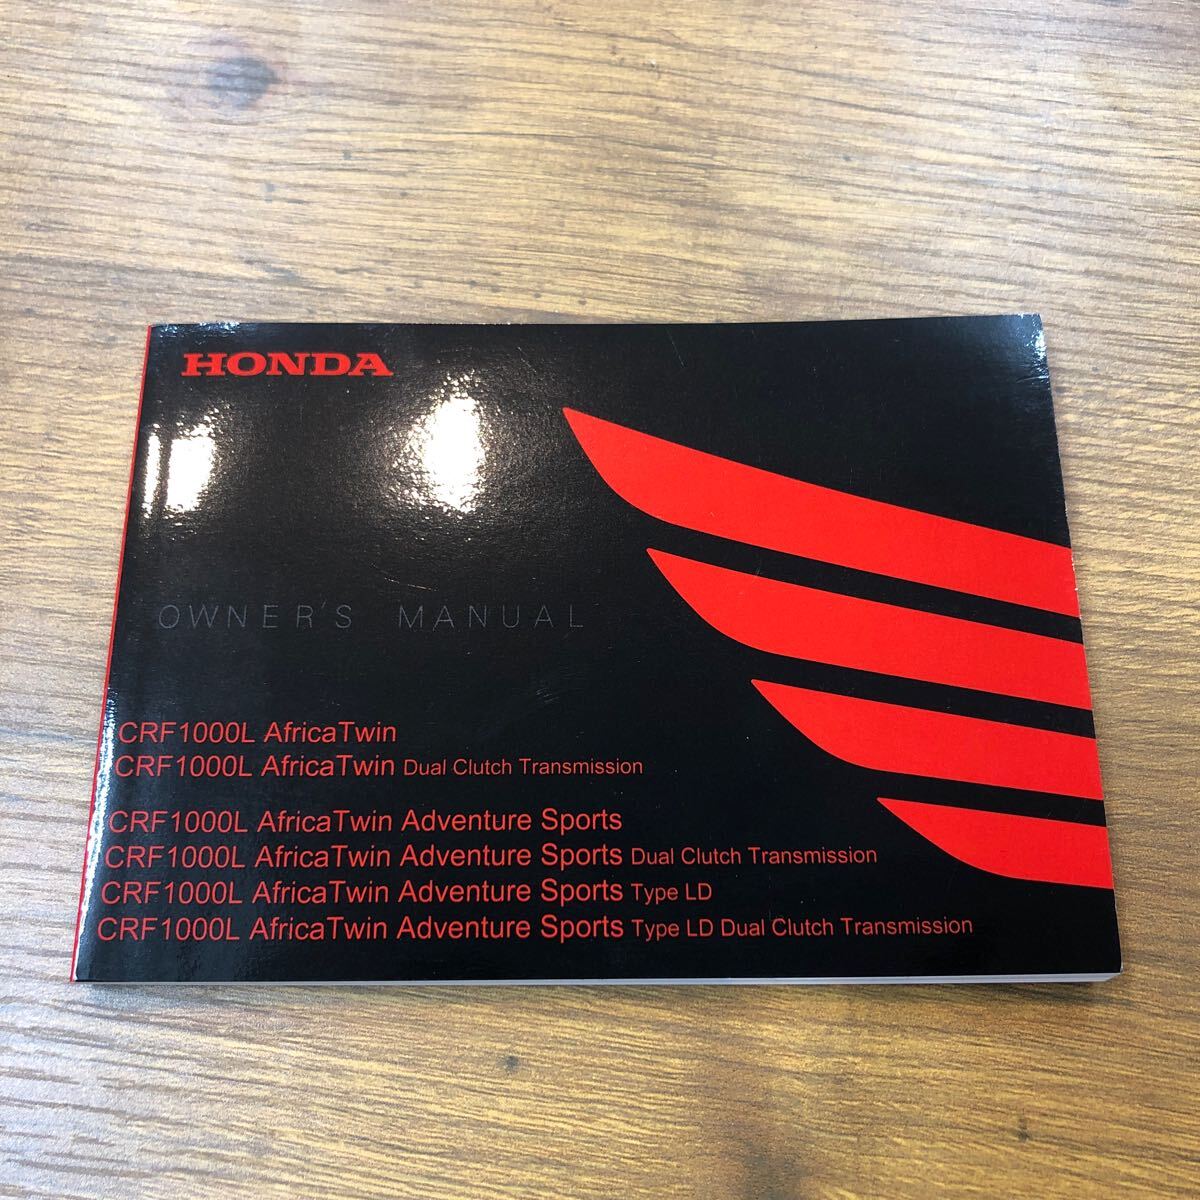 HONDA
OWNER'S MANUAL
CRF1000L AfricaTwin
CRF1000L AfricaTwin Dual Clutch Transmission
CRF1000L AfricaTwin Adventure Sports
CRF1000L AfricaTwin Adventure Sports Dual Clutch Transmission
CRF1000L AfricaTwin Adventure Sports Type LD
CRF1000L AfricaTwin Adventure Sports Type LD Dual Clutch Transmission